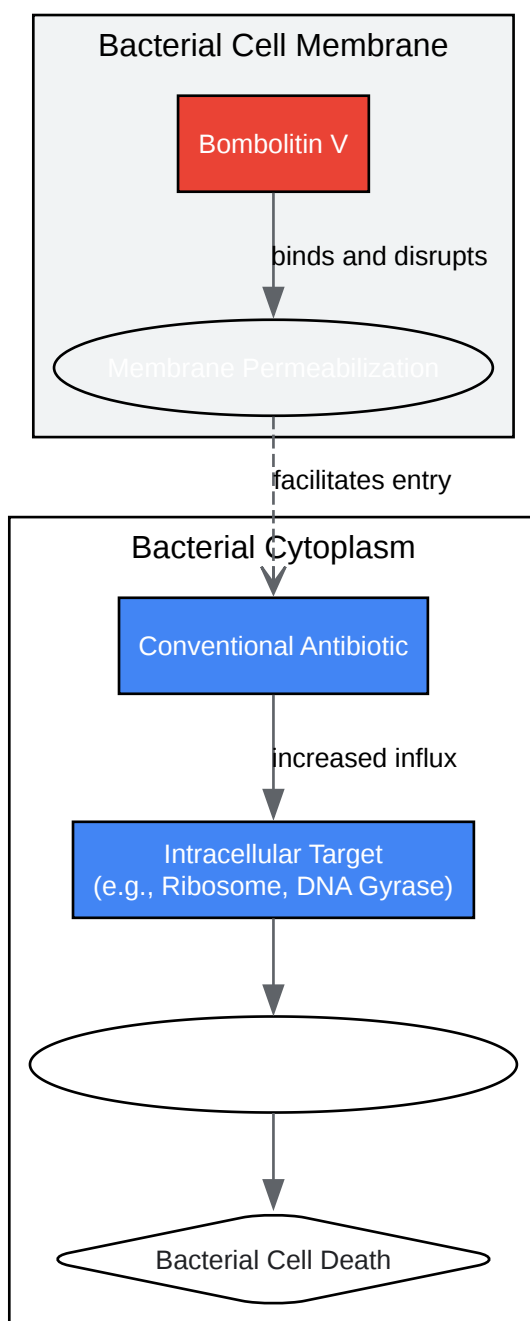 Bacterial Cell Membrane
Bombolitin V
binds and disrupts
Membrane Permeabilization
facilitates entry
Bacterial Cytoplasm
Conventional Antibiotic
increased influx
Intracellular Target
(e.g., Ribosome, DNA Gyrase)
Bacterial Cell Death